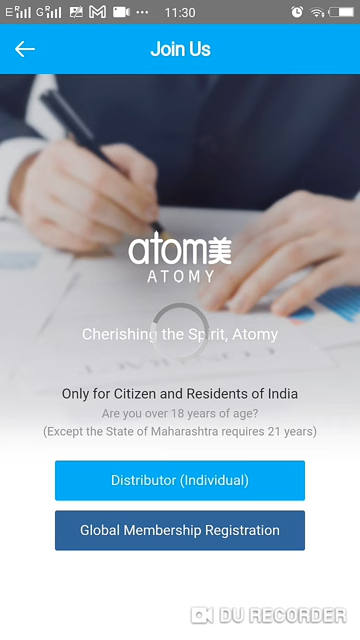 11:30
Join Us
atom美
ATOMY
Cherishing the Spirit, Atomy
Only for Citizen and Residents of India
Are you over 18 years of age?
(Except the State of Maharashtra requires 21 years)
Distributor (Individual)
Global Membership Registration
DU RECORDER